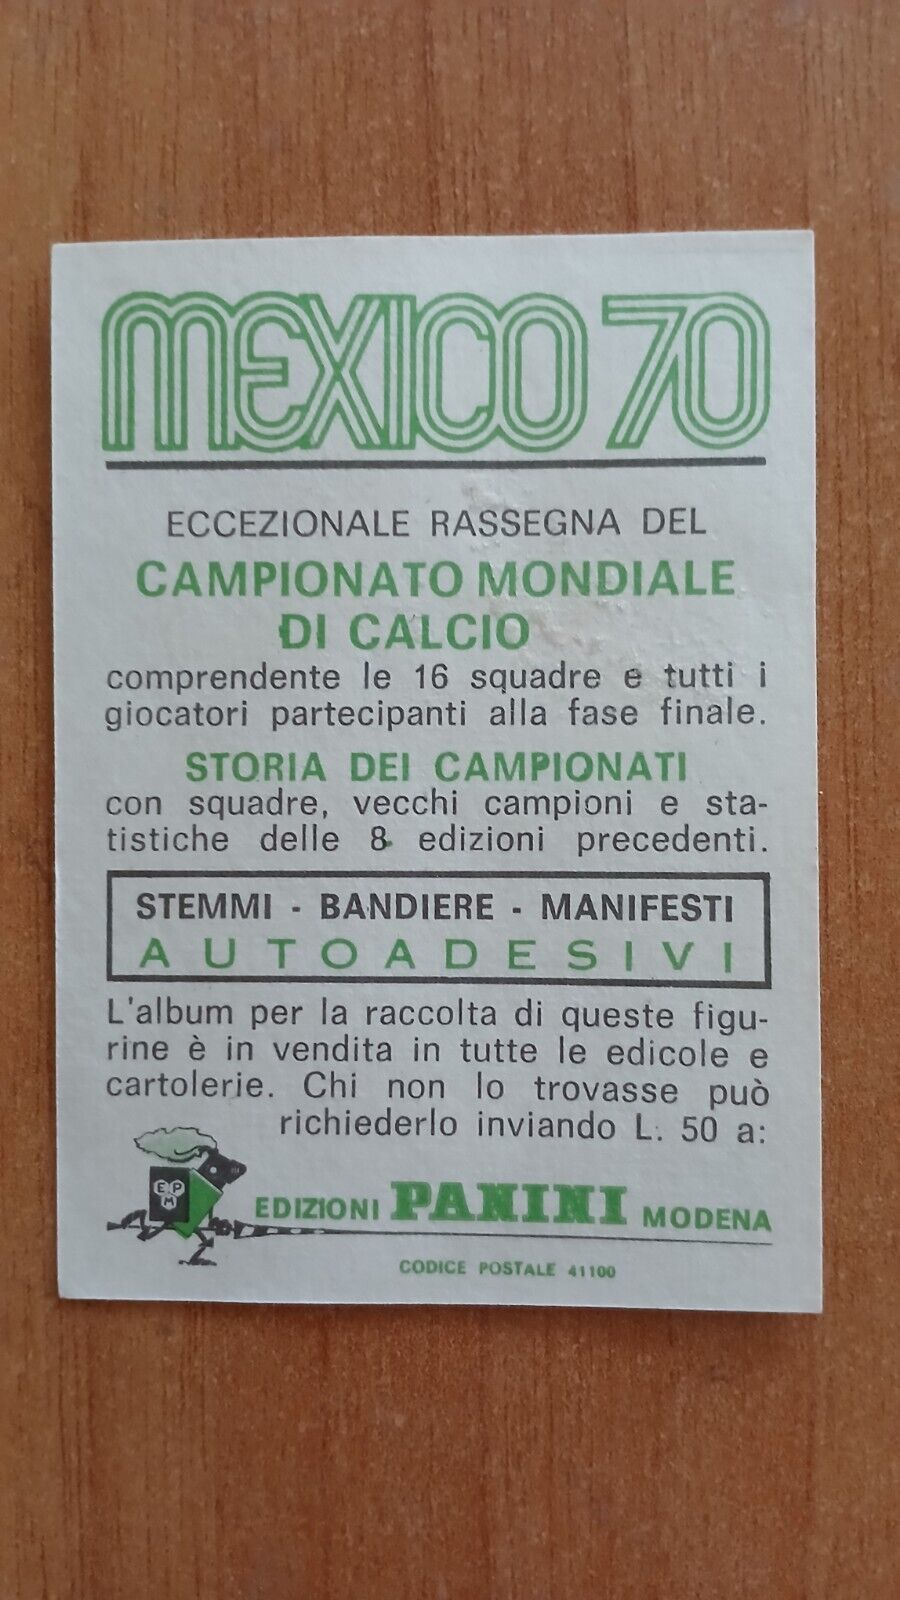 MEXICO 70
ECCEZIONALE RASSEGNA DEL
CAMPIONATO MONDIALE
DI CALCIO
comprendente le 16 squadre e tutti i
giocatori partecipanti alla fase finale.
STORIA DEI CAMPIONATI
con squadre, vecchi campioni e sta-
tistiche delle 8 edizioni precedenti.
STEMMI - BANDIERE - MANIFESTI
AUTOADESIVI
L'album per la raccolta di queste figu-
rine è in vendita in tutte le edicole e
cartolerie. Chi non lo trovasse può
richiederlo inviando L. 50 a:
EPM
EDIZIONI PANINI MODENA
CODICE POSTALE 41100